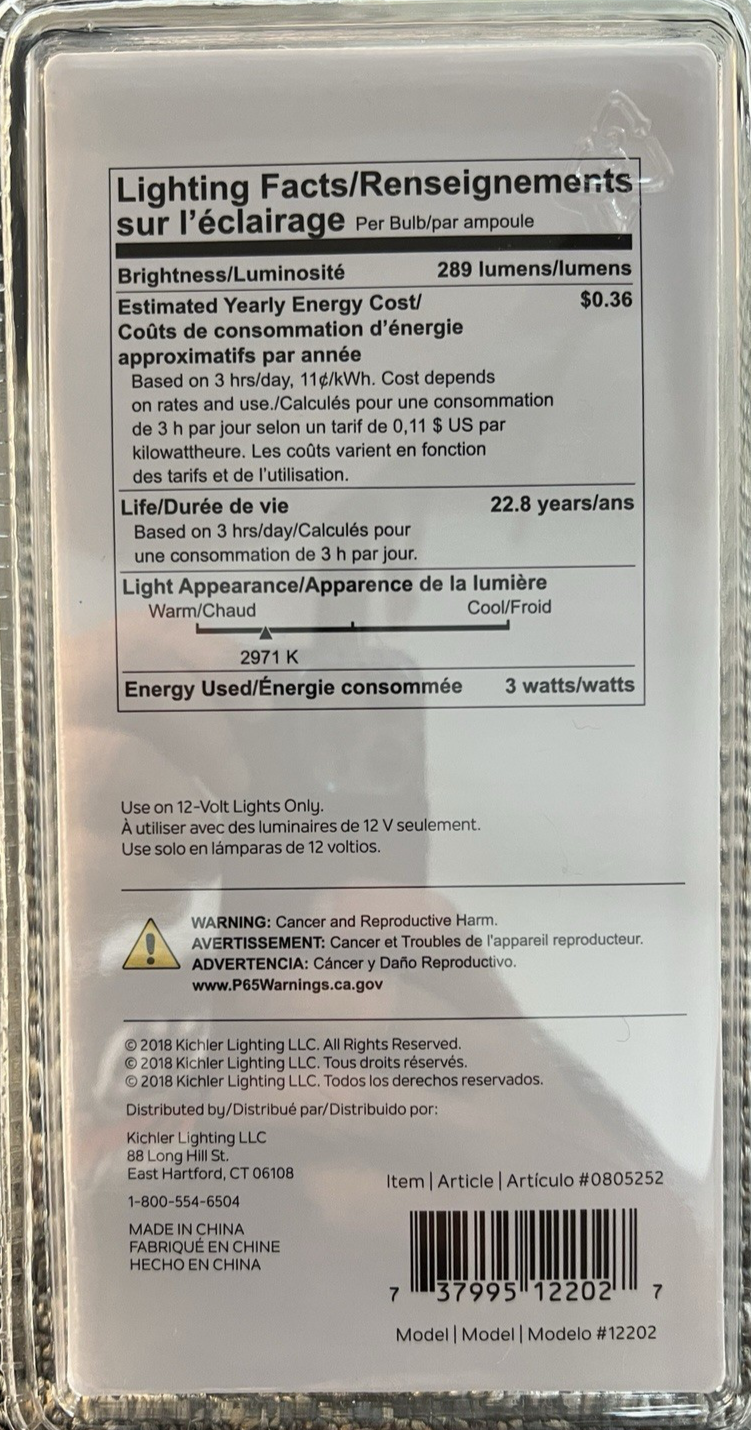 Lighting Facts/Renseignements
sur l'éclairage Per Bulb/par ampoule
Brightness/Luminosité 289 lumens/lumens
Estimated Yearly Energy Cost/ $0.36
Coûts de consommation d'énergie
approximatifs par année
Based on 3 hrs/day, 11¢/kWh. Cost depends
on rates and use./Calculés pour une consommation
de 3 h par jour selon un tarif de 0,11 $ US par
kilowattheure. Les coûts varient en fonction
des tarifs et de l'utilisation.
Life/Durée de vie 22.8 years/ans
Based on 3 hrs/day/Calculés pour
une consommation de 3 h par jour.
Light Appearance/Apparence de la lumière
Warm/Chaud Cool/Froid
2971 K
Energy Used/Énergie consommée 3 watts/watts
Use on 12-Volt Lights Only.
À utiliser avec des luminaires de 12 V seulement.
Use solo en lámparas de 12 voltios.
WARNING: Cancer and Reproductive Harm.
AVERTISSEMENT: Cancer et Troubles de l'appareil reproducteur.
ADVERTENCIA: Cáncer y Daño Reproductivo.
www.P65Warnings.ca.gov
© 2018 Kichler Lighting LLC. All Rights Reserved.
© 2018 Kichler Lighting LLC. Tous droits réservés.
© 2018 Kichler Lighting LLC. Todos los derechos reservados.
Distributed by/Distribué par/Distribuido por:
Kichler Lighting LLC
88 Long Hill St.
East Hartford, CT 06108
1-800-554-6504
MADE IN CHINA
FABRIQUÉ EN CHINE
HECHO EN CHINA
Item | Article | Artículo #0805252
7 37995 12202 7
Model | Model | Modelo #12202